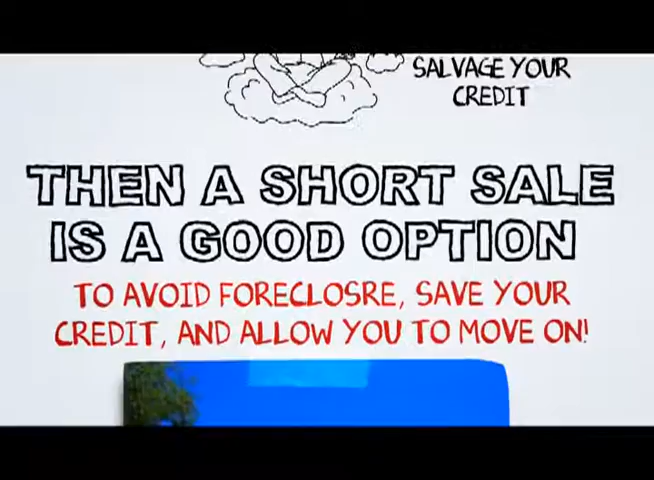 SALVAGE YOUR
CREDIT
THEN A SHORT SALE
IS A GOOD OPTION
TO AVOID FORECLOSRE, SAVE YOUR
CREDIT, AND ALLOW YOU TO MOVE ON!